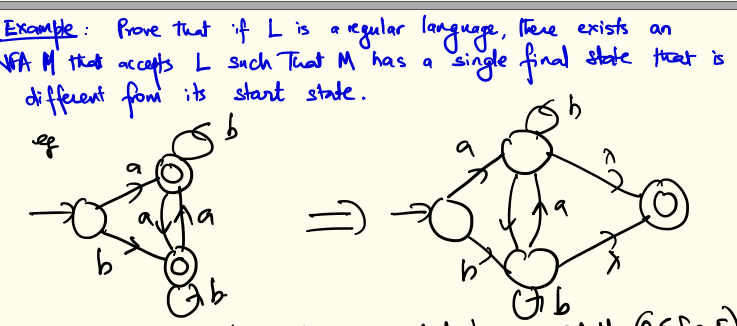 Example: Prove that if L is a regular language, there exists an
NFA M that accepts L such That M has a single final state that is
different from its start state.
eg
b b
a a λ
a a a
b b λ
b b